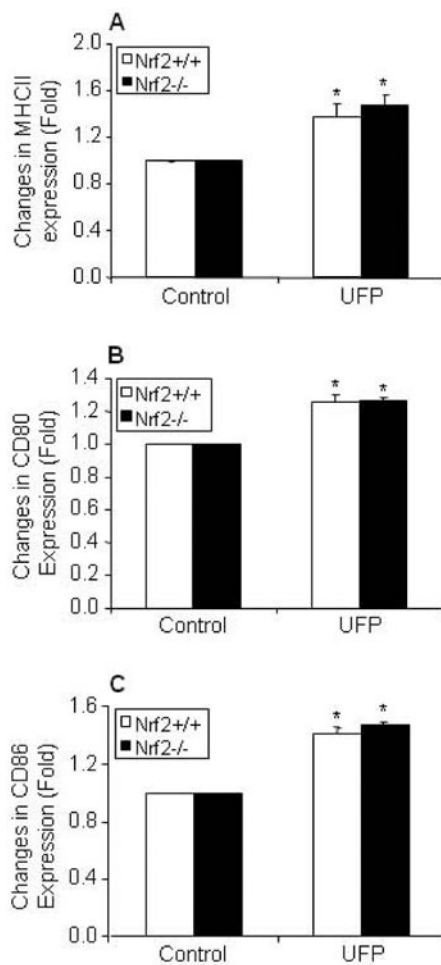 A
Changes in MHCII
expression (Fold)
2.0
1.6
1.2
0.8
0.4
0.0
Nrf2+/+
Nrf2-/-
* *
Control UFP
B
Changes in CD80
Expression (Fold)
1.4
1.2
1.0
0.8
0.6
0.4
0.2
0.0
Nrf2+/+
Nrf2-/-
* *
Control UFP
C
Changes in CD86
Expression (Fold)
1.6
1.2
0.8
0.4
0.0
Nrf2+/+
Nrf2-/-
* *
Control UFP